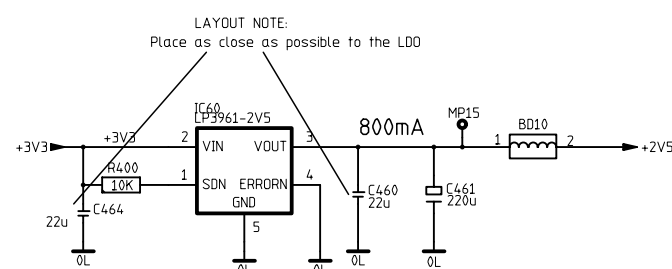 LAYOUT NOTE:
Place as close as possible to the LDO
IC60
LP3961-2V5
800mA
MP15
BD10
+3V3
+3V3
2
VIN
VOUT
3
1
2
+2V5
R400
10K
1
SDN
ERRORN
4
GND
5
C464
22u
C460
22u
C461
220u
0L
0L
0L
0L
0L